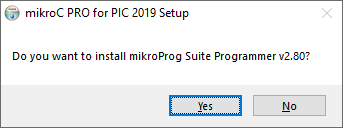 mikroC PRO for PIC 2019 Setup
Do you want to install mikroProg Suite Programmer v2.80?
Yes
No